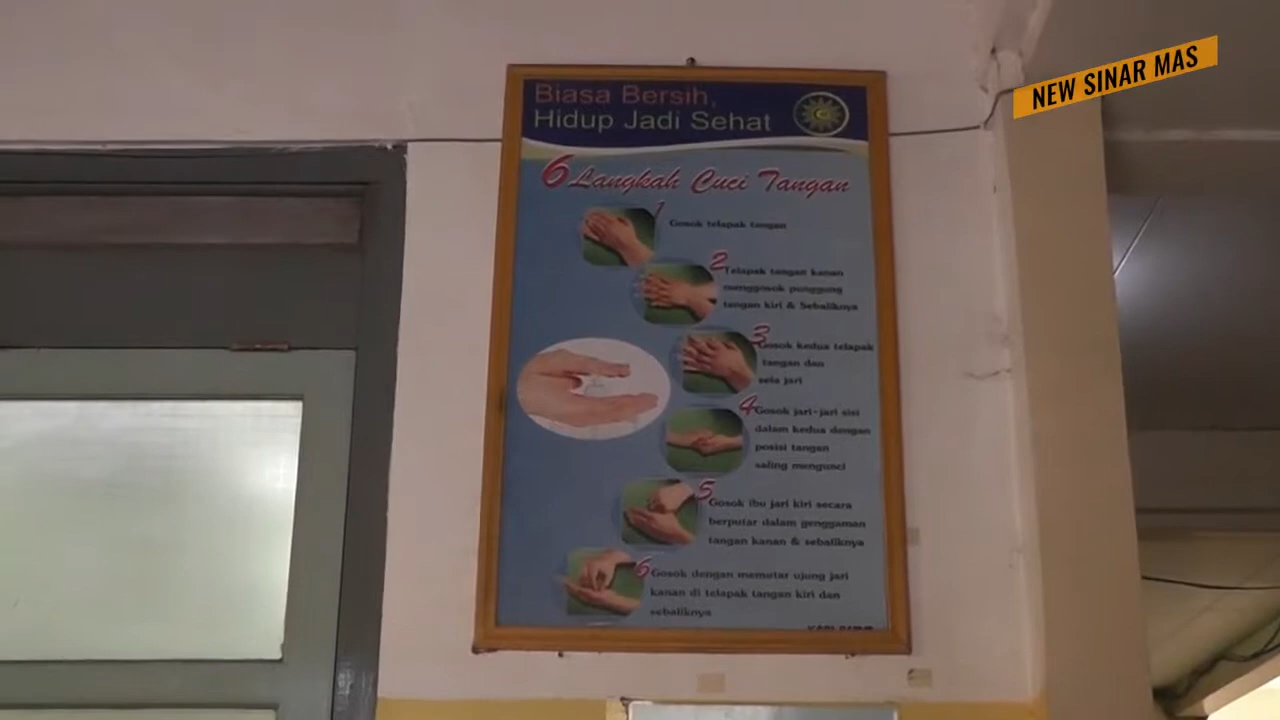 NEW SINAR MAS
Biasa Bersih,
Hidup Jadi Sehat
6 Langkah Cuci Tangan
1
Gosok telapak tangan
2
Telapak tangan kanan
menggosok punggung
tangan kiri & Sebaliknya
3
Gosok kedua telapak
tangan dan
sela jari
4
Gosok jari-jari sisi
dalam kedua dengan
posisi tangan
saling mengunci
5
Gosok ibu jari kiri secara
berputar dalam genggaman
tangan kanan & sebaliknya
6
Gosok dengan memutar ujung jari
kanan di telapak tangan kiri dan
sebaliknya